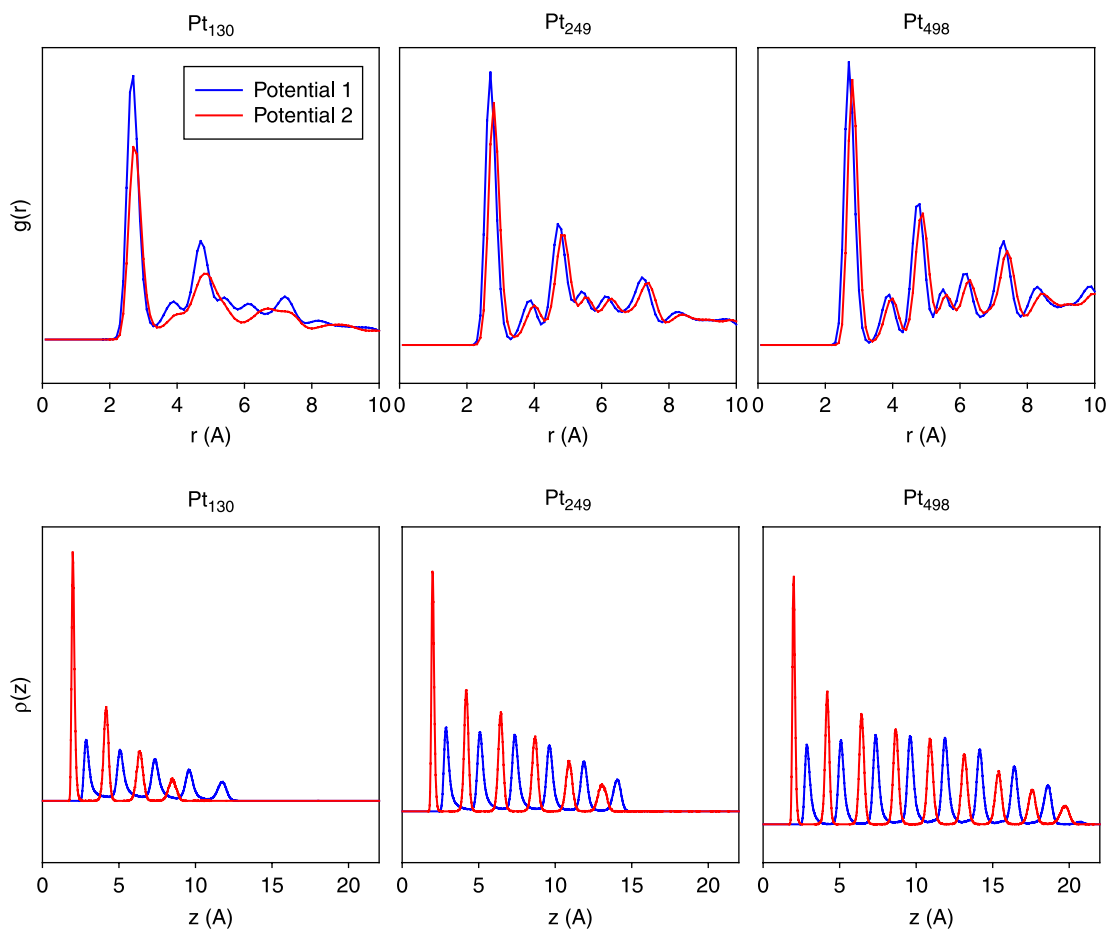 Pt130 Pt249 Pt498
Potential 1
Potential 2
g(r)
0 2 4 6 8 10 0 2 4 6 8 10 0 2 4 6 8 10
r (A) r (A) r (A)
Pt130 Pt249 Pt498
ρ(z)
0 5 10 15 20 0 5 10 15 20 0 5 10 15 20
z (A) z (A) z (A)